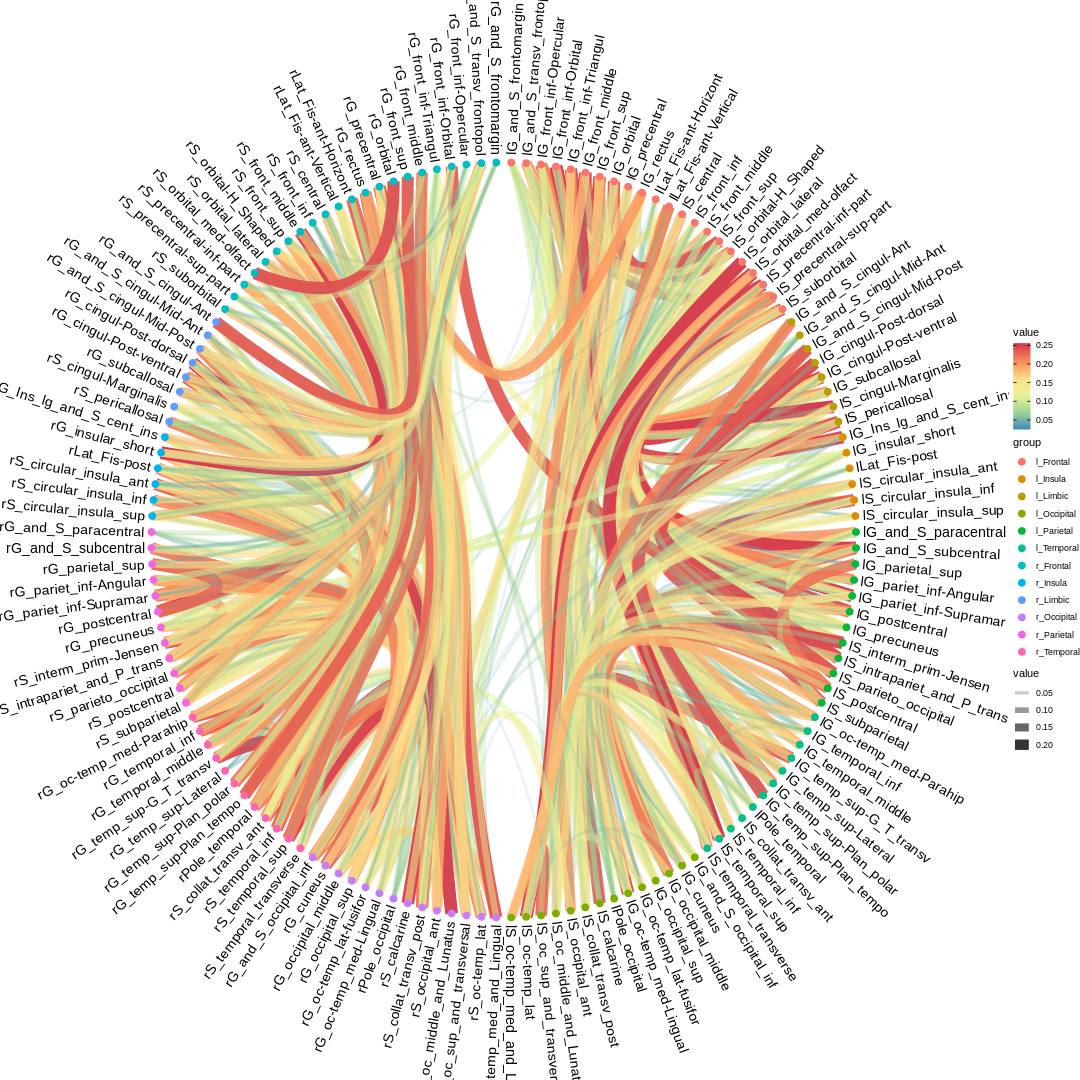 lG_and_S_frontomargin
lG_and_S_transv_frontop
lG_front_inf-Opercular
lG_front_inf-Orbital
lG_front_inf-Triangul
lG_front_middle
lG_front_sup
lG_orbital
lG_precentral
lG_rectus
lLat_Fis-ant-Horizont
lLat_Fis-ant-Vertical
lS_central
lS_front_inf
lS_front_middle
lS_front_sup
lS_orbital-H_Shaped
lS_orbital_lateral
lS_orbital_med-olfact
lS_precentral-inf-part
lS_precentral-sup-part
lS_suborbital
lG_and_S_cingul-Ant
lG_and_S_cingul-Mid-Ant
lG_and_S_cingul-Mid-Post
lG_cingul-Post-dorsal
lG_cingul-Post-ventral
lG_subcallosal
lS_cingul-Marginalis
lS_pericallosal
lG_Ins_lg_and_S_cent_in
lG_insular_short
lLat_Fis-post
lS_circular_insula_ant
lS_circular_insula_inf
lS_circular_insula_sup
lG_and_S_paracentral
lG_and_S_subcentral
lG_parietal_sup
lG_pariet_inf-Angular
lG_pariet_inf-Supramar
lG_postcentral
lG_precuneus
lS_interm_prim-Jensen
lS_intrapariet_and_P_trans
lS_parieto_occipital
lS_postcentral
lS_subparietal
lG_oc-temp_med-Parahip
lG_temporal_inf
lG_temporal_middle
lG_temp_sup-G_T_transv
lG_temp_sup-Lateral
lG_temp_sup-Plan_polar
lG_temp_sup-Plan_tempo
lPole_temporal
lS_collat_transv_ant
lS_temporal_inf
lS_temporal_sup
lS_temporal_transverse
lG_and_S_occipital_inf
lG_cuneus
lG_occipital_middle
lG_occipital_sup
lG_oc-temp_lat-fusifor
lG_oc-temp_med-Lingual
lPole_occipital
lS_calcarine
lS_collat_transv_post
lS_occipital_ant
lS_oc_middle_and_Lunat
lS_oc_sup_and_transver
lS_oc-temp_lat
lS_oc-temp_med_and_L
temp_med_and_Lingual
rS_oc-temp_lat
oc_sup_and_transversal
oc_middle_and_Lunatus
rS_occipital_ant
rS_collat_transv_post
rS_calcarine
rPole_occipital
rG_oc-temp_med-Lingual
rG_oc-temp_lat-fusifor
rG_occipital_sup
rG_occipital_middle
rG_cuneus
rG_and_S_occipital_inf
rS_temporal_transverse
rS_temporal_sup
rS_temporal_inf
rS_collat_transv_ant
rPole_temporal
rG_temp_sup-Plan_tempo
rG_temp_sup-Plan_polar
rG_temp_sup-Lateral
rG_temp_sup-G_T_transv
rG_temporal_middle
rG_temporal_inf
rG_oc-temp_med-Parahip
rS_subparietal
rS_postcentral
rS_parieto_occipital
rS_intrapariet_and_P_trans
rS_interm_prim-Jensen
rG_precuneus
rG_postcentral
rG_pariet_inf-Supramar
rG_pariet_inf-Angular
rG_parietal_sup
rG_and_S_subcentral
rG_and_S_paracentral
rS_circular_insula_sup
rS_circular_insula_inf
rS_circular_insula_ant
rLat_Fis-post
rG_insular_short
G_Ins_lg_and_S_cent_ins
rS_pericallosal
rS_cingul-Marginalis
rG_subcallosal
rG_cingul-Post-ventral
rG_cingul-Post-dorsal
rG_and_S_cingul-Mid-Post
rG_and_S_cingul-Mid-Ant
rG_and_S_cingul-Ant
rS_suborbital
rS_precentral-sup-part
rS_precentral-inf-part
rS_orbital_med-olfact
rS_orbital_lateral
rS_orbital-H_Shaped
rS_front_sup
rS_front_middle
rS_front_inf
rS_central
rLat_Fis-ant-Vertical
rLat_Fis-ant-Horizont
rG_rectus
rG_precentral
rG_orbital
rG_front_sup
rG_front_middle
rG_front_inf-Triangul
rG_front_inf-Orbital
rG_front_inf-Opercular
and_S_transv_frontopol
rG_and_S_frontomargin
value
0.25
0.20
0.15
0.10
0.05
group
l_Frontal
l_Insula
l_Limbic
l_Occipital
l_Parietal
l_Temporal
r_Frontal
r_Insula
r_Limbic
r_Occipital
r_Parietal
r_Temporal
value
0.05
0.10
0.15
0.20